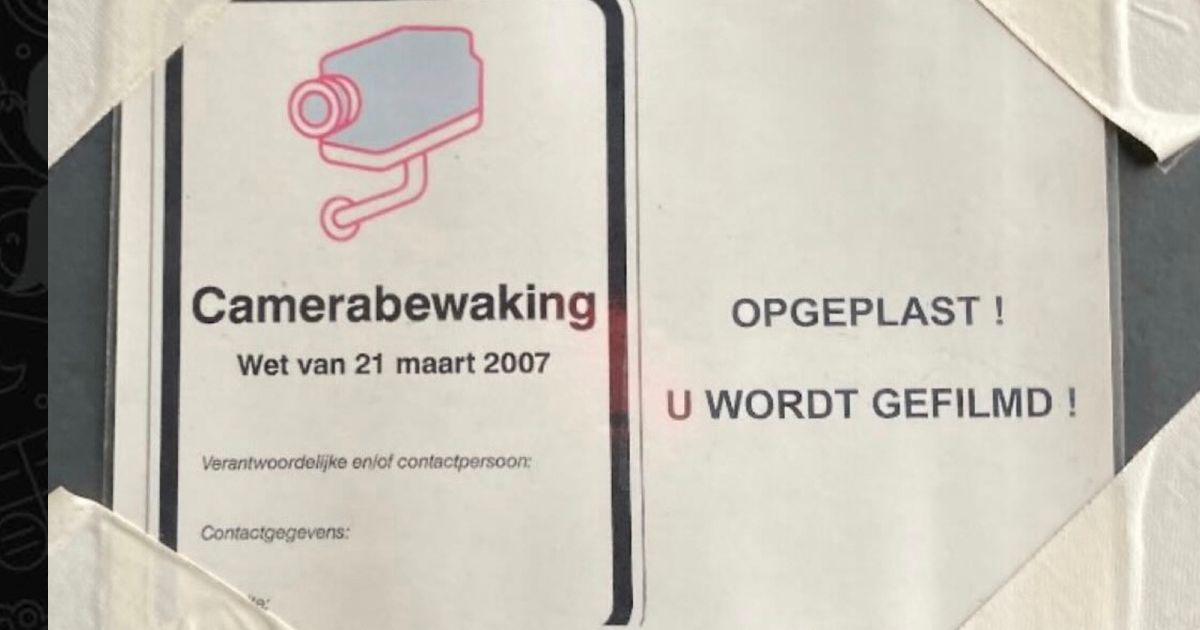 Camerabewaking
Wet van 21 maart 2007
Verantwoordelijke en/of contactpersoon:
Contactgegevens:
OPGEPLAST !
U WORDT GEFILMD !